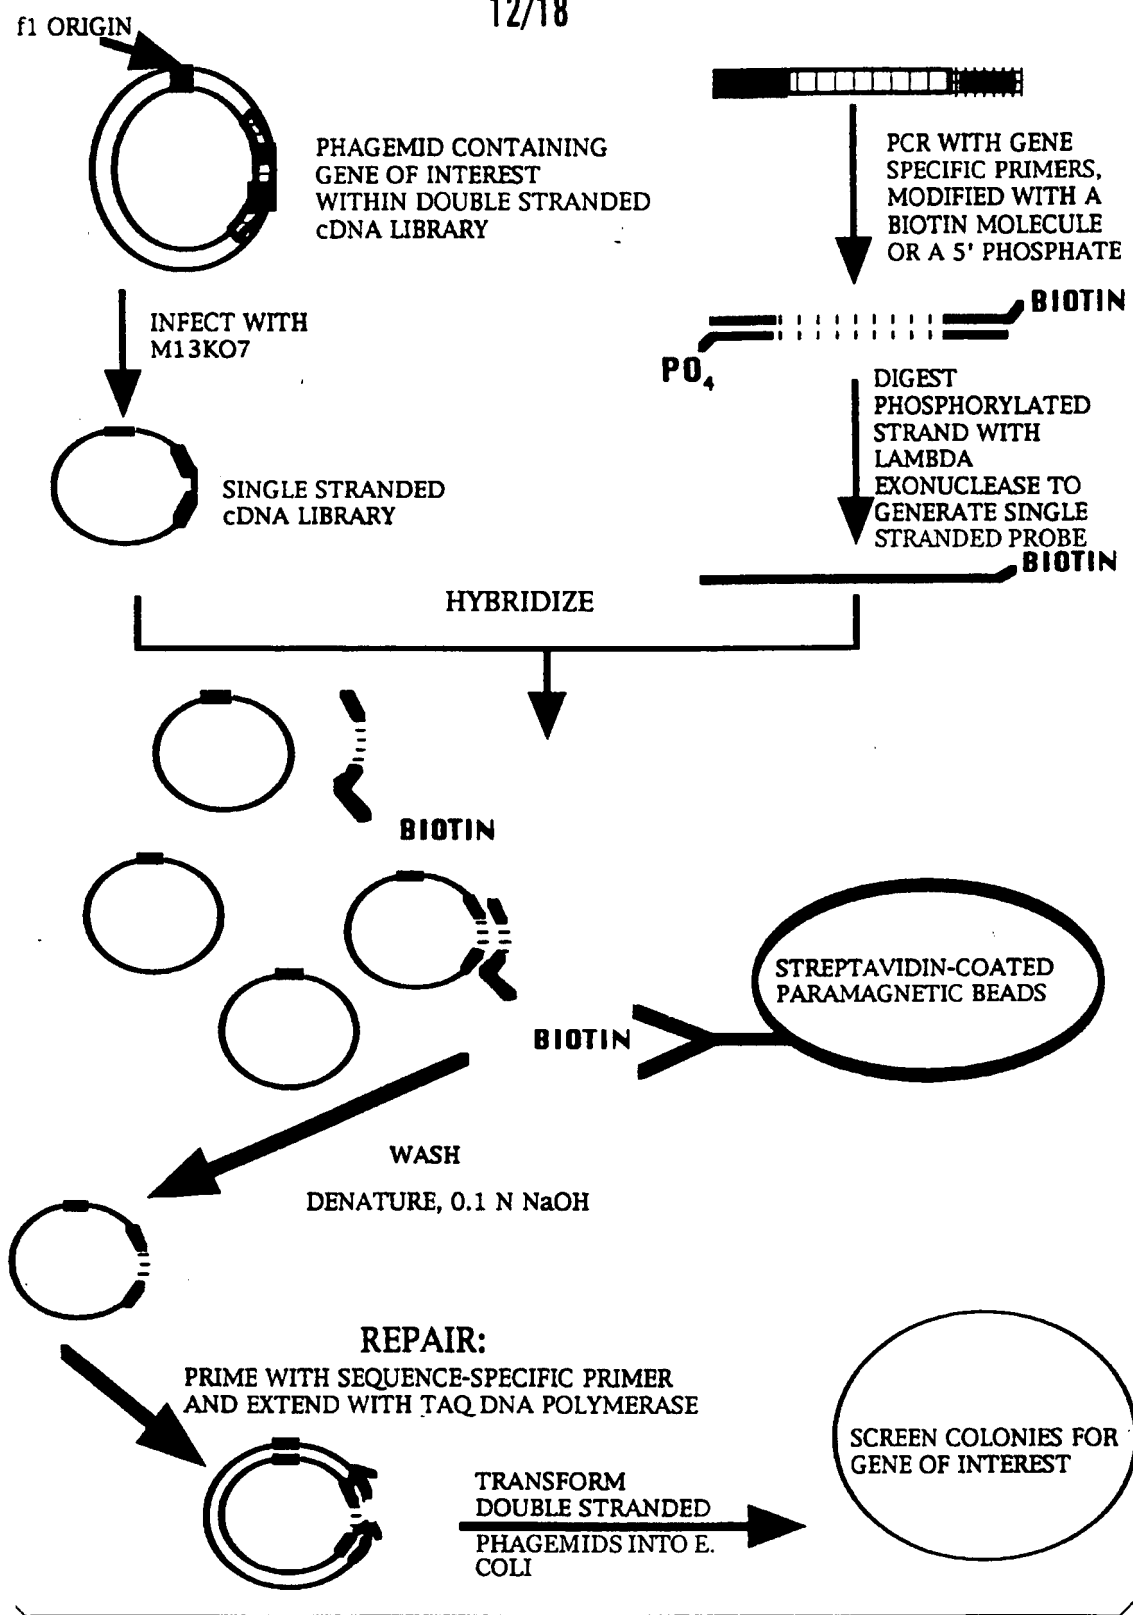 12/18
f1 ORIGIN
PHAGEMID CONTAINING
GENE OF INTEREST
WITHIN DOUBLE STRANDED
cDNA LIBRARY
PCR WITH GENE
SPECIFIC PRIMERS,
MODIFIED WITH A
BIOTIN MOLECULE
OR A 5' PHOSPHATE
INFECT WITH
M13KO7
BIOTIN
PO4
DIGEST
PHOSPHORYLATED
STRAND WITH
LAMBDA
EXONUCLEASE TO
GENERATE SINGLE
STRANDED PROBE
SINGLE STRANDED
cDNA LIBRARY
BIOTIN
HYBRIDIZE
BIOTIN
STREPTAVIDIN-COATED
PARAMAGNETIC BEADS
BIOTIN
WASH
DENATURE, 0.1 N NaOH
REPAIR:
PRIME WITH SEQUENCE-SPECIFIC PRIMER
AND EXTEND WITH TAQ DNA POLYMERASE
SCREEN COLONIES FOR
GENE OF INTEREST
TRANSFORM
DOUBLE STRANDED
PHAGEMIDS INTO E.
COLI